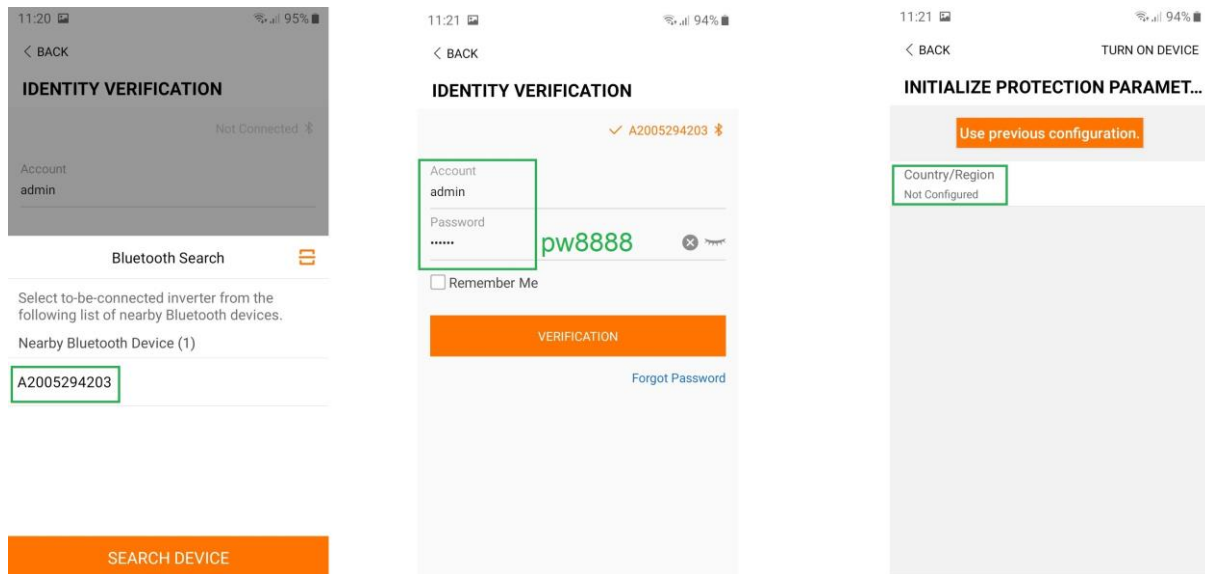 11:20 95%
< BACK
IDENTITY VERIFICATION
Not Connected
Account
admin
Bluetooth Search
Select to-be-connected inverter from the
following list of nearby Bluetooth devices.
Nearby Bluetooth Device (1)
A2005294203
SEARCH DEVICE
11:21 94%
< BACK
IDENTITY VERIFICATION
✓ A2005294203
Account
admin
Password
•••••• pw8888
Remember Me
VERIFICATION
Forgot Password
11:21 94%
< BACK TURN ON DEVICE
INITIALIZE PROTECTION PARAMET...
Use previous configuration.
Country/Region
Not Configured